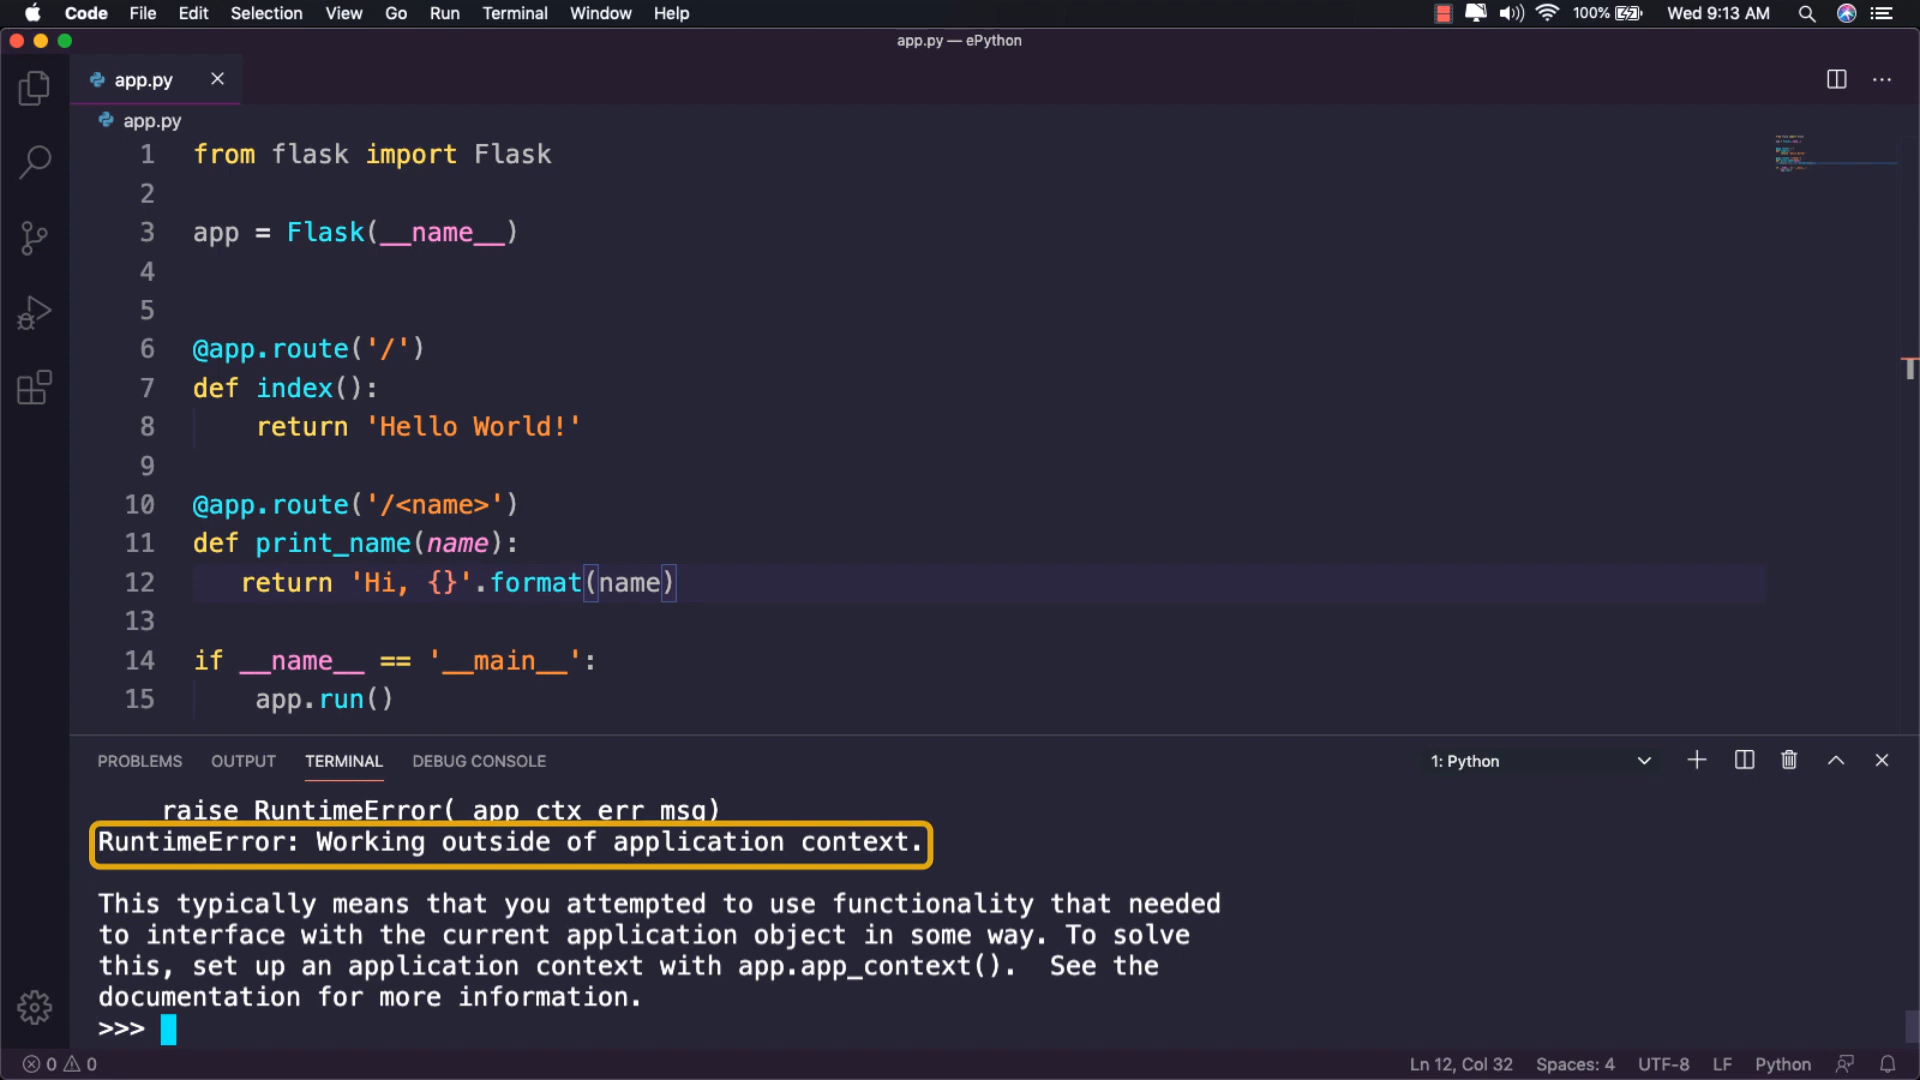 Code File Edit Selection View Go Run Terminal Window Help 100% Wed 9:13 AM
app.py — ePython
app.py
app.py
1 from flask import Flask
2
3 app = Flask(__name__)
4
5
6 @app.route('/')
7 def index():
8 return 'Hello World!'
9
10 @app.route('/<name>')
11 def print_name(name):
12 return 'Hi, {}'.format(name)
13
14 if __name__ == '__main__':
15 app.run()
PROBLEMS OUTPUT TERMINAL DEBUG CONSOLE 1: Python
raise RuntimeError(_app_ctx_err_msg)
RuntimeError: Working outside of application context.
This typically means that you attempted to use functionality that needed
to interface with the current application object in some way. To solve
this, set up an application context with app.app_context().  See the
documentation for more information.
>>>
0 0 Ln 12, Col 32 Spaces: 4 UTF-8 LF Python